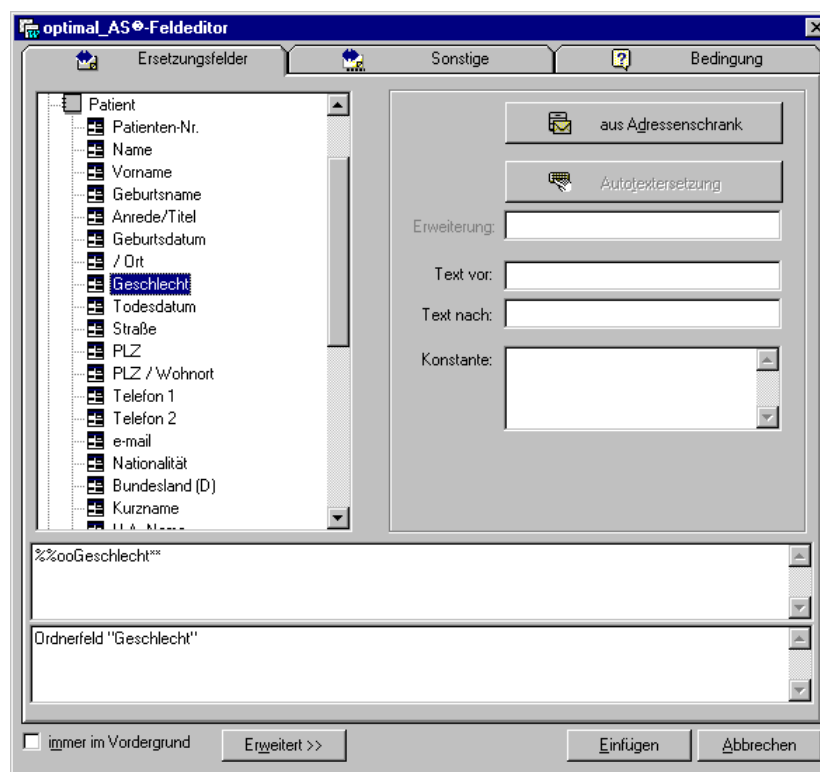 optimal_AS®-Feldeditor
Ersetzungsfelder
Sonstige
Bedingung
Patient
Patienten-Nr.
Name
Vorname
Geburtsname
Anrede/Titel
Geburtsdatum
/ Ort
Geschlecht
Todesdatum
Straße
PLZ
PLZ / Wohnort
Telefon 1
Telefon 2
e-mail
Nationalität
Bundesland (D)
Kurzname
aus Adressenschrank
Autotextersetzung
Erweiterung:
Text vor:
Text nach:
Konstante:
%%ooGeschlecht**
Ordnerfeld "Geschlecht"
immer im Vordergrund
Erweitert >>
Einfügen
Abbrechen